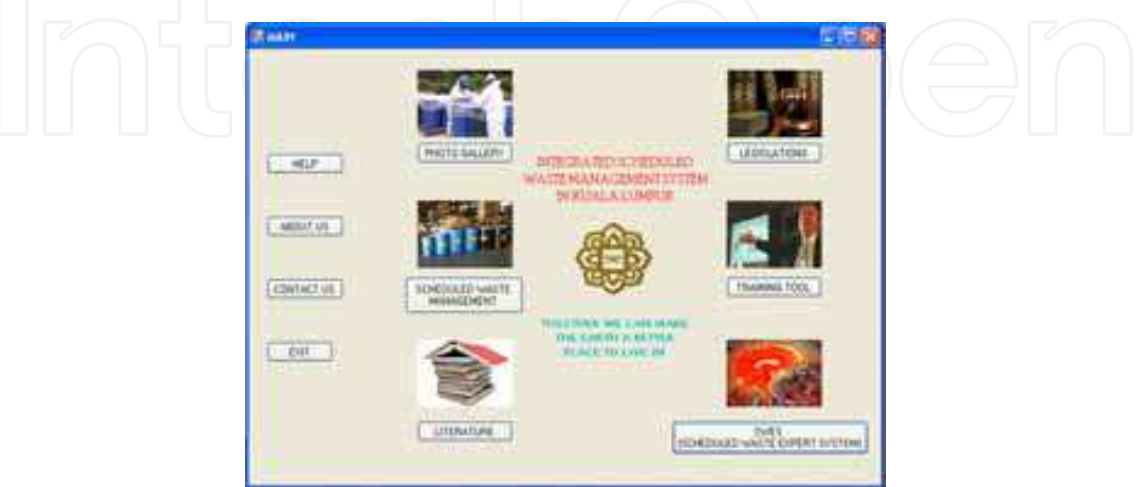 IntechOpen
PHOTO GALLERY
LEGISLATIONS
HELP
INTEGRATED SCHEDULED
WASTE MANAGEMENT SYSTEM
IN KUALA LUMPUR
ABOUT US
SCHEDULED WASTE
MANAGEMENT
TRAINING TOOL
CONTACT US
TOGETHER WE CAN MAKE
THE EARTH A BETTER
PLACE TO LIVE IN
EXIT
LITERATURE
(SCHEDULED WASTE EXPERT SYSTEM)